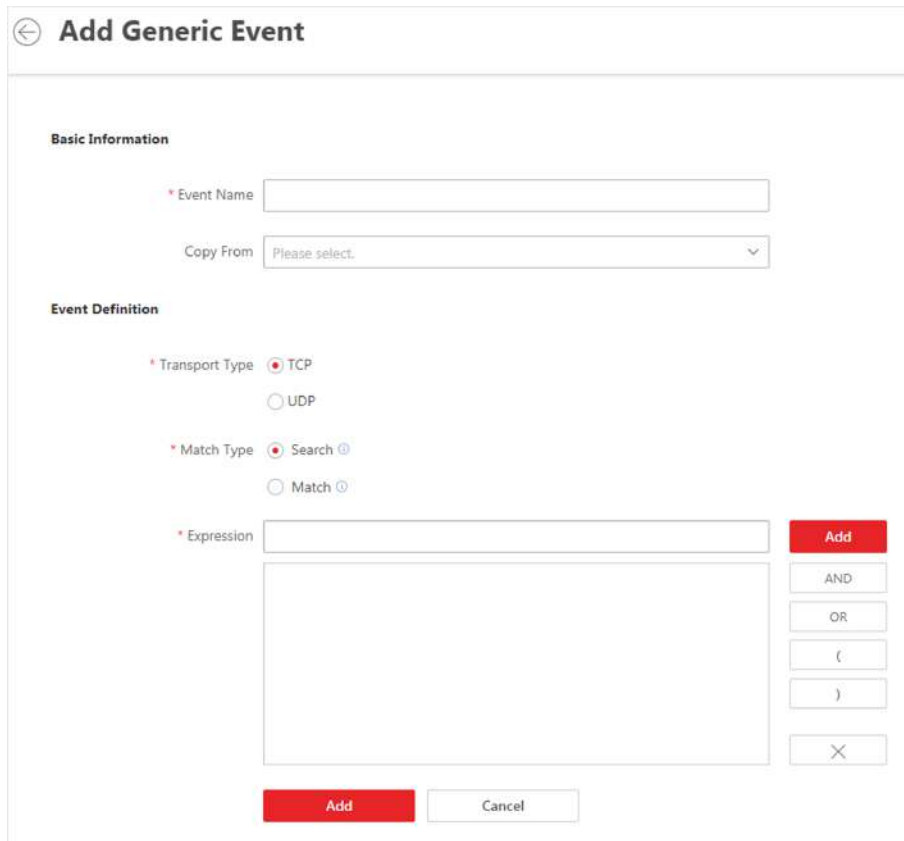 Add Generic Event
Basic Information
* Event Name
Copy From Please select.
Event Definition
* Transport Type TCP
UDP
* Match Type Search
Match
* Expression Add
AND
OR
(
)
Add Cancel